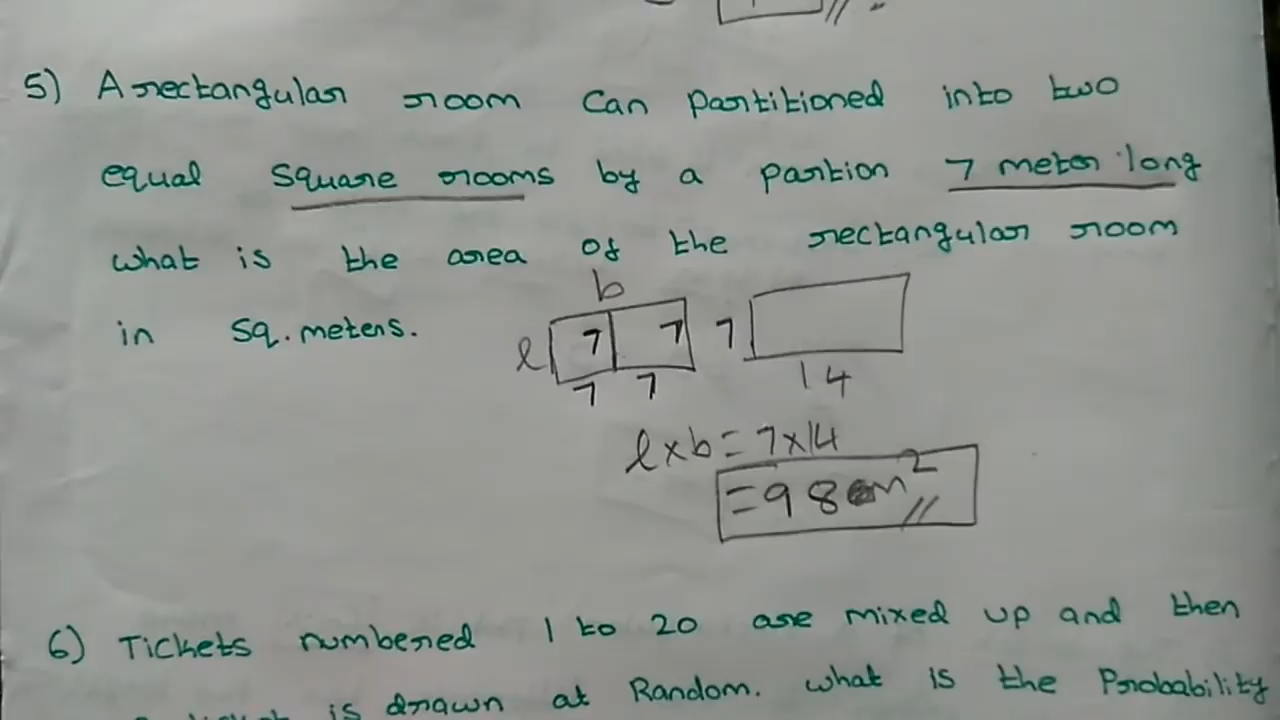 5) A rectangular room can partitioned into two
equal square rooms by a partion 7 meter long
what is the area of the rectangular room
in sq. meters.
b
l 7 7 7
7 7 14
l x b = 7 x 14
= 98 m²
6) Tickets numbered 1 to 20 are mixed up and then
is drawn at Random. what is the Probability